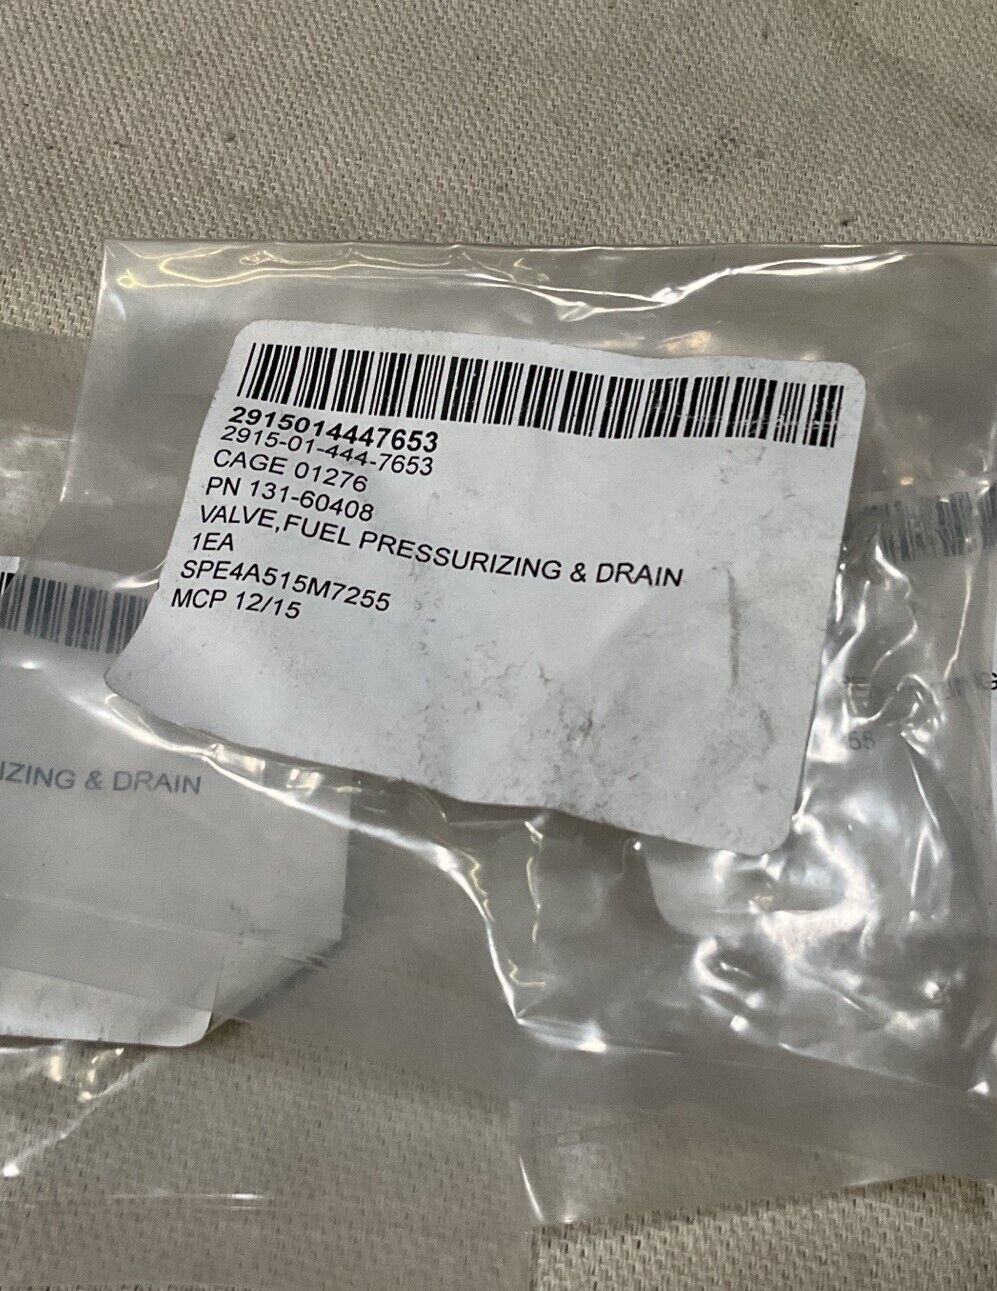 2915014447653
2915-01-444-7653
CAGE 01276
PN 131-60408
VALVE,FUEL PRESSURIZING & DRAIN
1EA
SPE4A515M7255
MCP 12/15
IZING & DRAIN
55